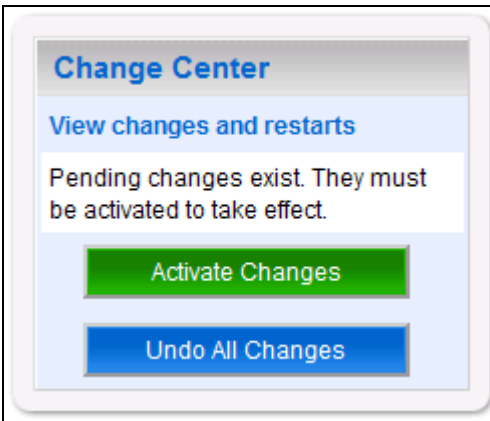 Change Center
View changes and restarts
Pending changes exist. They must
be activated to take effect.
Activate Changes
Undo All Changes